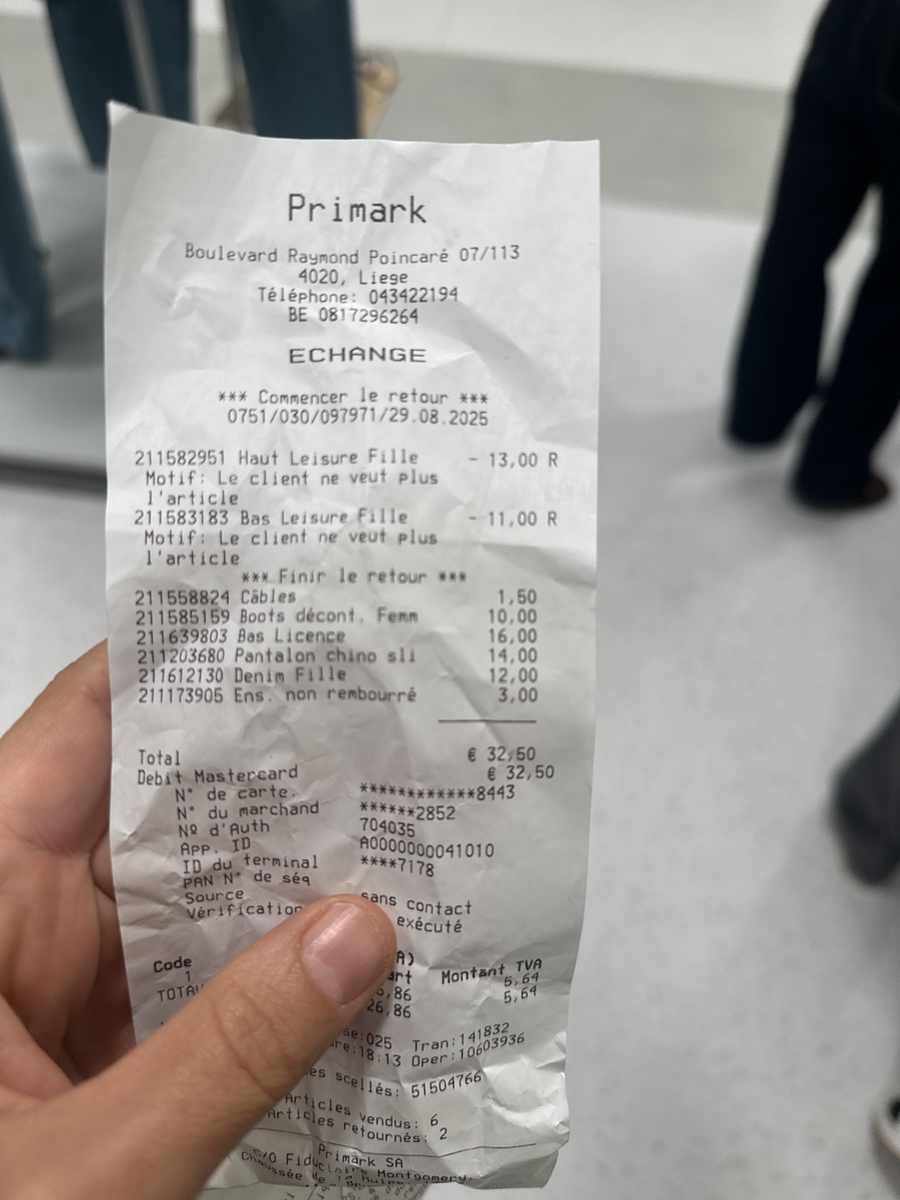 Primark
Boulevard Raymond Poincaré 07/113
4020, Liege
Téléphone: 043422194
BE 0817296264
ECHANGE
*** Commencer le retour ***
0751/030/097971/29.08.2025
211582951 Haut Leisure Fille - 13,00 R
Motif: Le client ne veut plus
l'article
211583183 Bas Leisure Fille - 11,00 R
Motif: Le client ne veut plus
l'article
*** Finir le retour ***
211558824 Câbles 1,50
211585159 Boots décont. Femm 10,00
211639803 Bas Licence 16,00
211203680 Pantalon chino sli 14,00
211612130 Denim Fille 12,00
211173905 Ens. non rembourré 3,00
Total € 32,50
Debit Mastercard € 32,50
N° de carte. ************8443
N° du marchand ******2852
Nº d'Auth 704035
App. ID A0000000041010
ID du terminal ****7178
PAN N° de séq
Source sans contact
Vérification exécuté
Code A)
1 Montant TVA
5,64
TOTA 26,86 5,64
Tran:141832
18:13 Oper:10603936
scellés: 51504766
Articles vendus: 6
Articles retournés: 2
Primark SA
Montgomery,